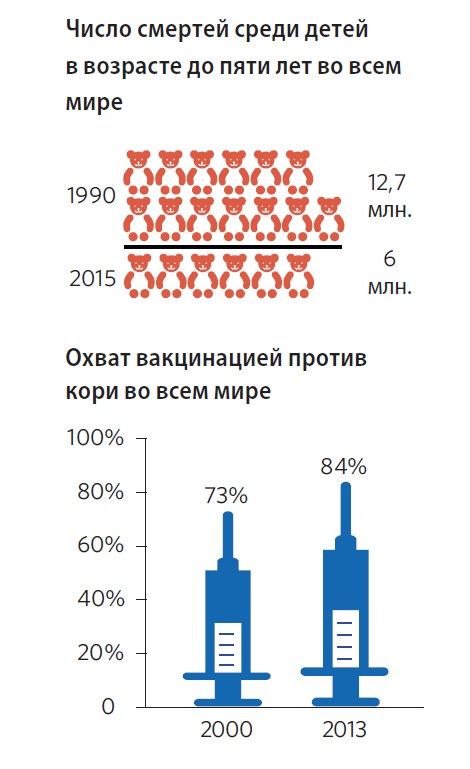 Число смертей среди детей
в возрасте до пяти лет во всем
мире
1990
12,7
млн.
2015
6
млн.
Охват вакцинацией против
кори во всем мире
100%
80%
60%
40%
20%
0
73%
84%
2000
2013